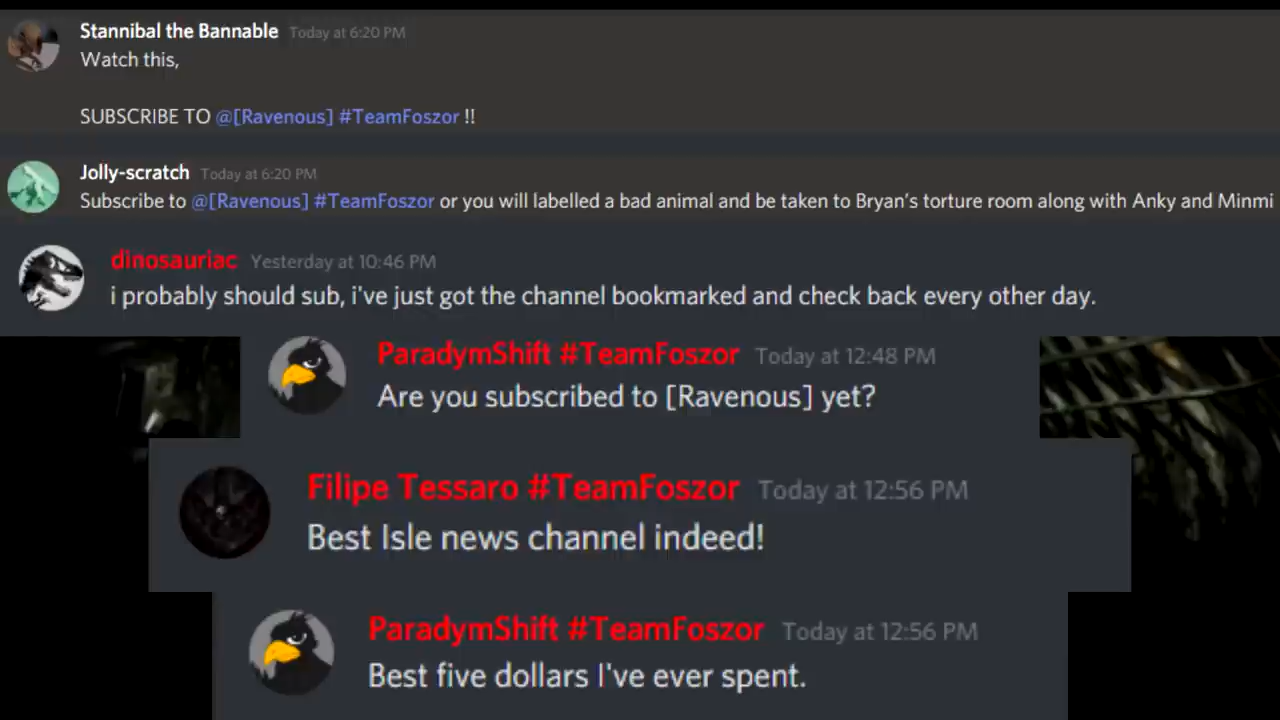 Stannibal the Bannable Today at 6:20 PM
Watch this,
SUBSCRIBE TO @[Ravenous] #TeamFoszor !!
Jolly-scratch Today at 6:20 PM
Subscribe to @[Ravenous] #TeamFoszor or you will labelled a bad animal and be taken to Bryan's torture room along with Anky and Minmi
dinosauriac Yesterday at 10:46 PM
i probably should sub, i've just got the channel bookmarked and check back every other day.
ParadymShift #TeamFoszor Today at 12:48 PM
Are you subscribed to [Ravenous] yet?
Filipe Tessaro #TeamFoszor Today at 12:56 PM
Best Isle news channel indeed!
ParadymShift #TeamFoszor Today at 12:56 PM
Best five dollars I've ever spent.